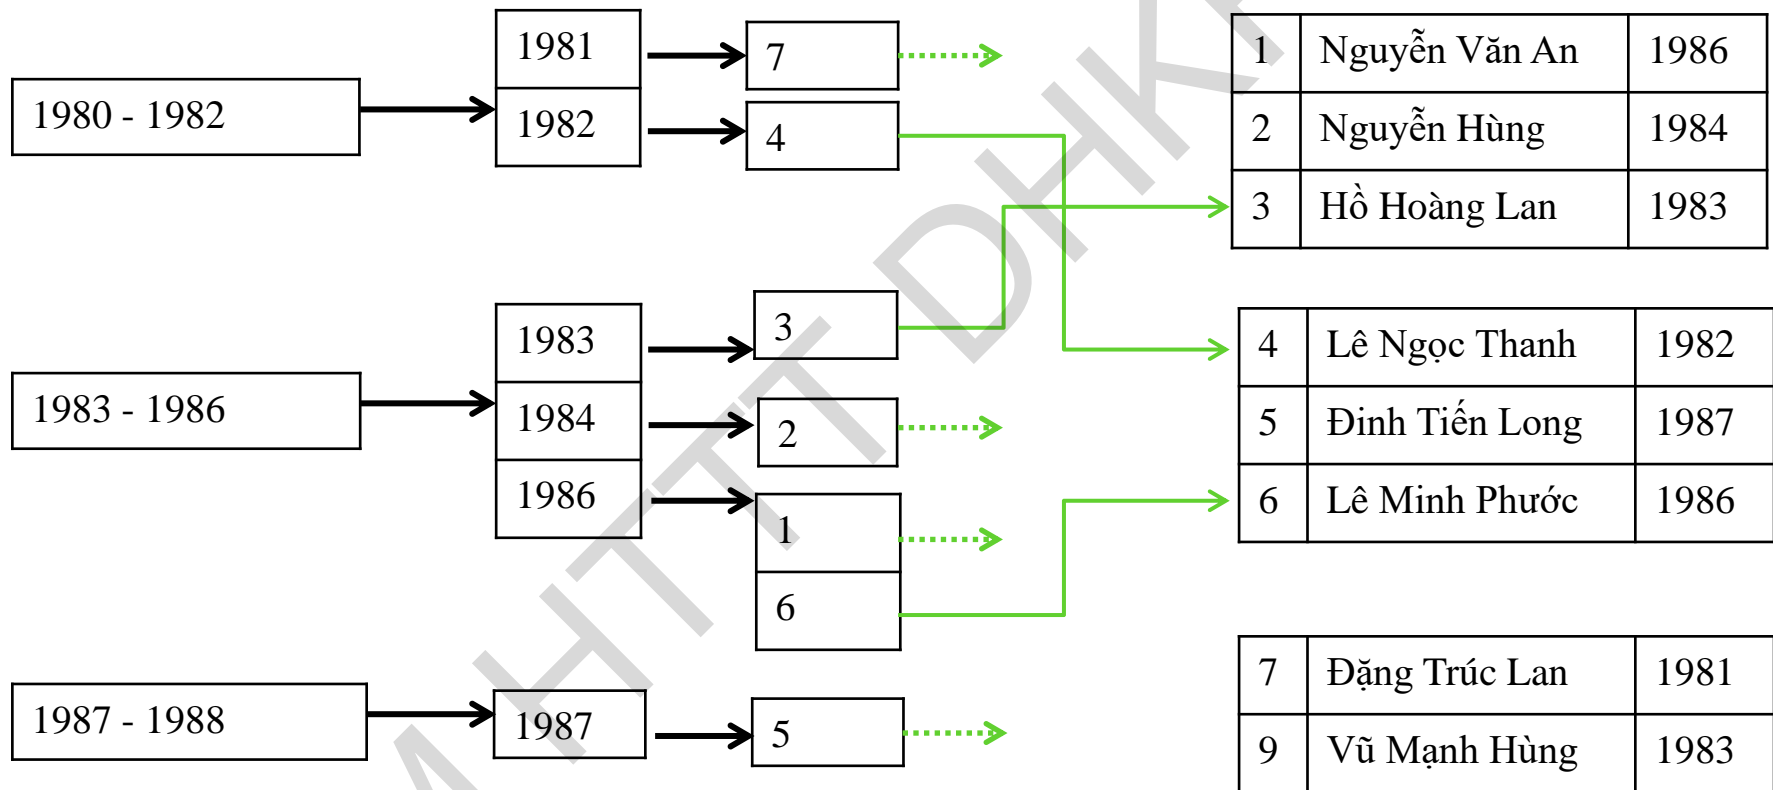 1980 - 1982
1981
1982
7
4
1983 - 1986
1983
1984
1986
3
2
1
6
1987 - 1988
1987
5
1 Nguyễn Văn An 1986
2 Nguyễn Hùng 1984
3 Hồ Hoàng Lan 1983
4 Lê Ngọc Thanh 1982
5 Đinh Tiến Long 1987
6 Lê Minh Phước 1986
7 Đặng Trúc Lan 1981
9 Vũ Mạnh Hùng 1983
M HTTT DHK